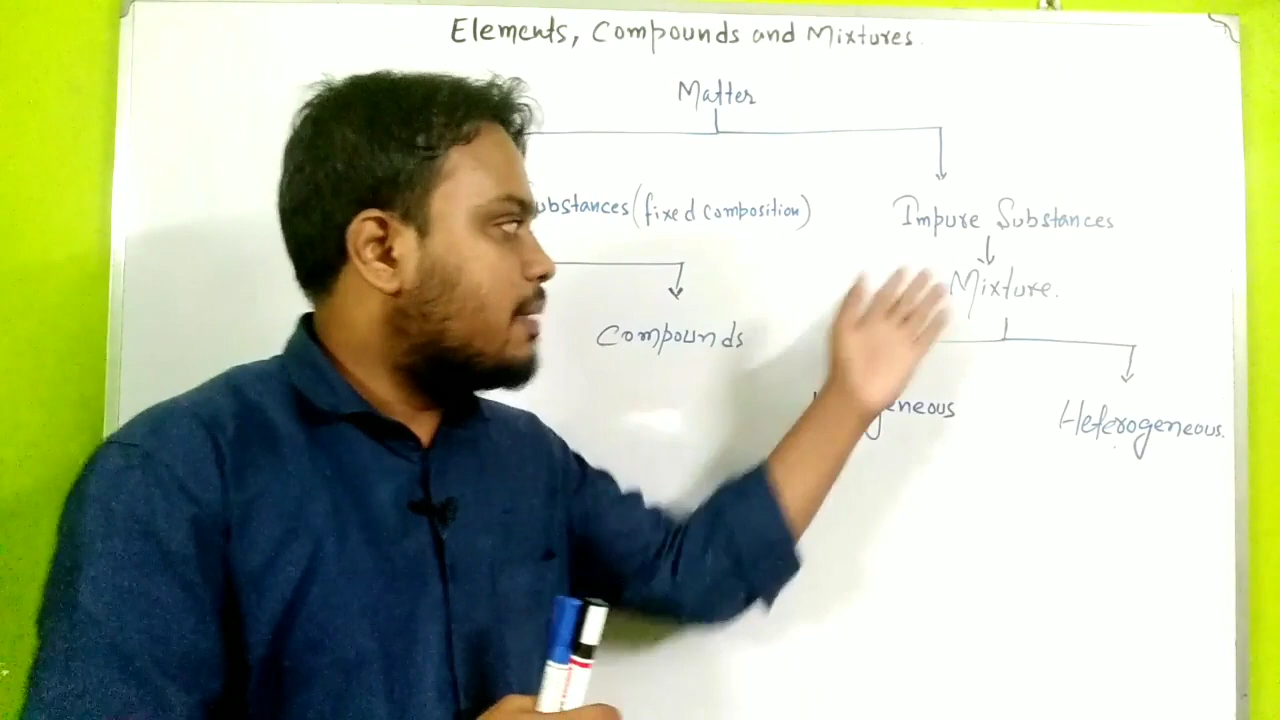 Elements, Compounds and Mixtures.
Matter
ubstances (fixed composition)
Impure Substances
Mixture.
Compounds
eneous
Heterogeneous.